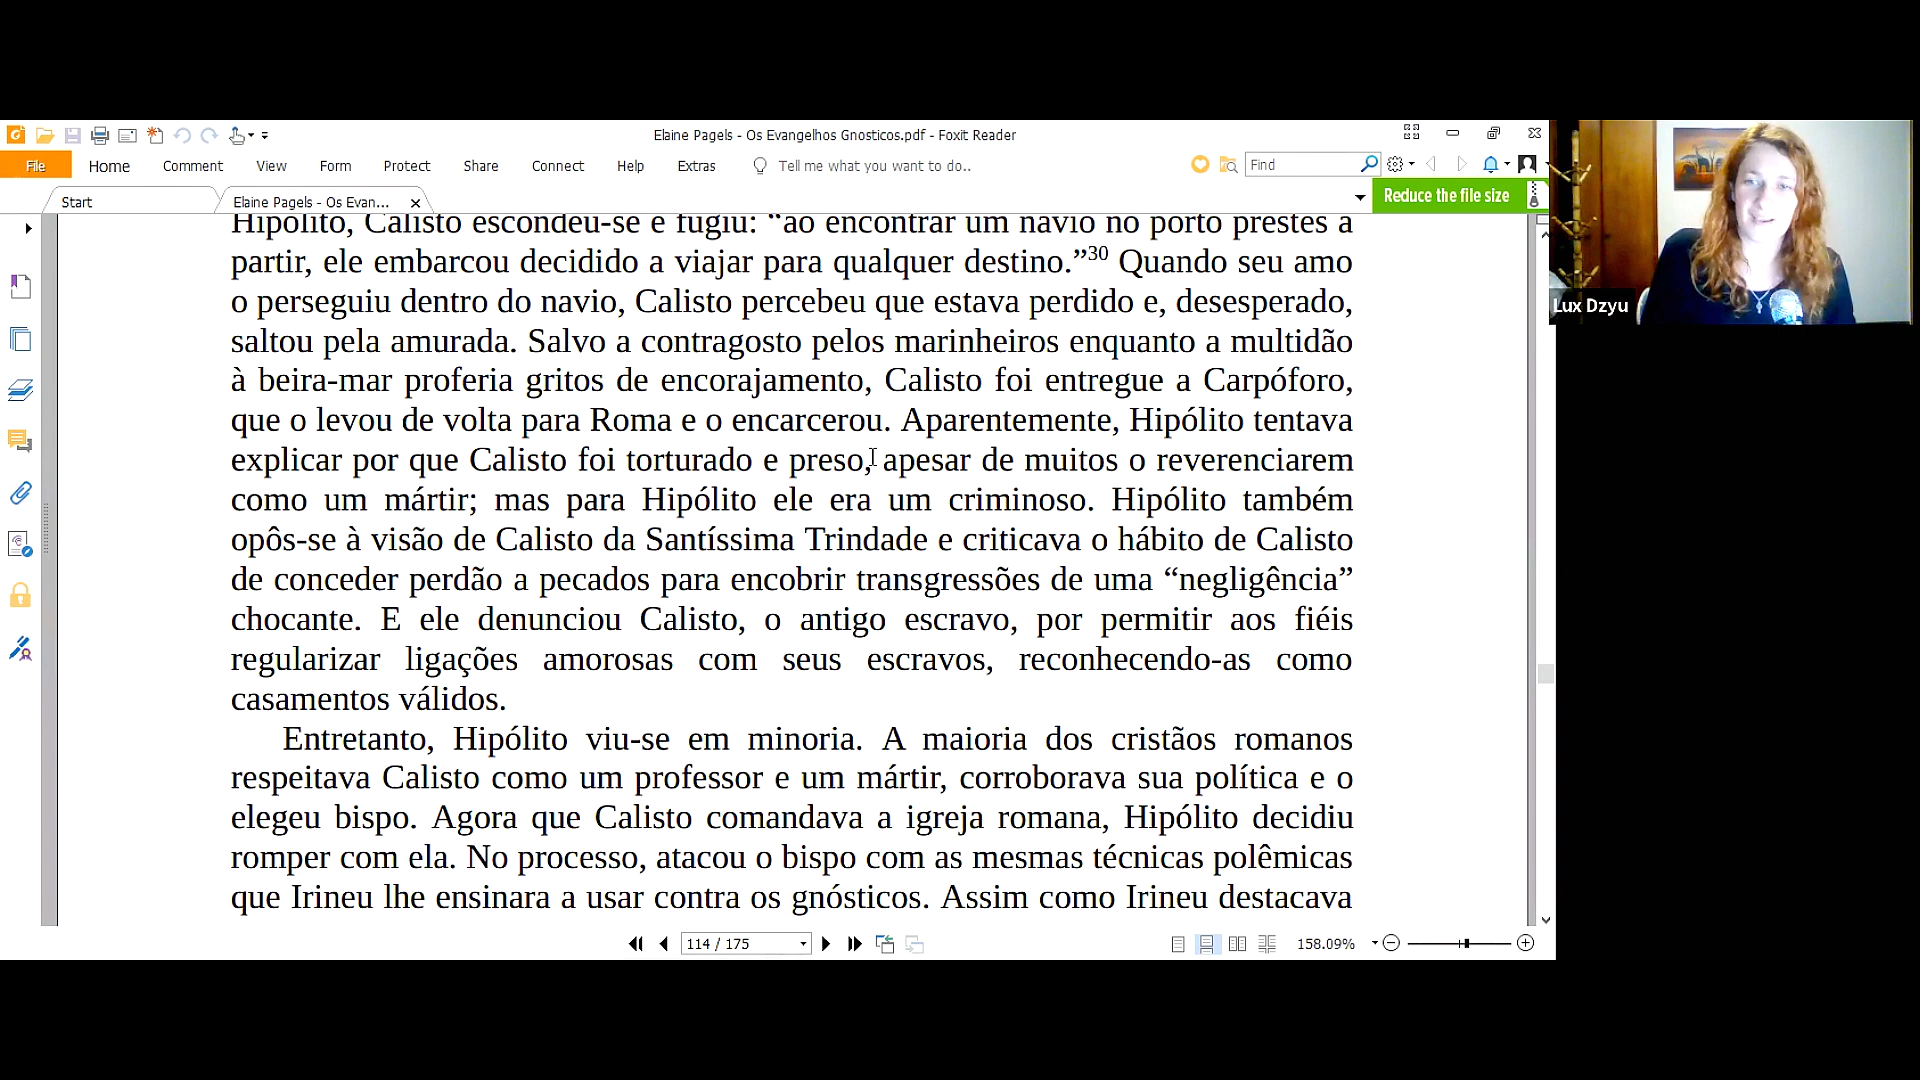 Elaine Pagels - Os Evangelhos Gnosticos.pdf - Foxit Reader
File Home Comment View Form Protect Share Connect Help Extras Tell me what you want to do.. Find
Start Elaine Pagels - Os Evan... Reduce the file size
Hipólito, Calisto escondeu-se e fugiu: “ao encontrar um navio no porto prestes a
partir, ele embarcou decidido a viajar para qualquer destino.”30 Quando seu amo
o perseguiu dentro do navio, Calisto percebeu que estava perdido e, desesperado,
saltou pela amurada. Salvo a contragosto pelos marinheiros enquanto a multidão
à beira-mar proferia gritos de encorajamento, Calisto foi entregue a Carpóforo,
que o levou de volta para Roma e o encarcerou. Aparentemente, Hipólito tentava
explicar por que Calisto foi torturado e preso, apesar de muitos o reverenciarem
como um mártir; mas para Hipólito ele era um criminoso. Hipólito também
opôs-se à visão de Calisto da Santíssima Trindade e criticava o hábito de Calisto
de conceder perdão a pecados para encobrir transgressões de uma “negligência”
chocante. E ele denunciou Calisto, o antigo escravo, por permitir aos fiéis
regularizar ligações amorosas com seus escravos, reconhecendo-as como
casamentos válidos.
Entretanto, Hipólito viu-se em minoria. A maioria dos cristãos romanos
respeitava Calisto como um professor e um mártir, corroborava sua política e o
elegeu bispo. Agora que Calisto comandava a igreja romana, Hipólito decidiu
romper com ela. No processo, atacou o bispo com as mesmas técnicas polêmicas
que Irineu lhe ensinara a usar contra os gnósticos. Assim como Irineu destacava
114 / 175 158.09%
Lux Dzyu